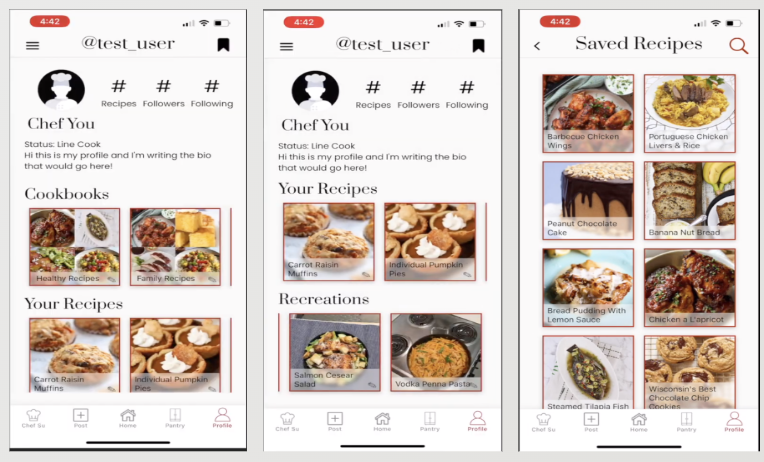 4:42
@test_user
# # #
Recipes Followers Following
Chef You
Status: Line Cook
Hi this is my profile and I'm writing the bio
that would go here!
Cookbooks
Healthy Recipes
Family Recipes
Your Recipes
Carrot Raisin
Muffins
Individual Pumpkin
Pies
Chef Su Post Home Pantry Profile
4:42
@test_user
# # #
Recipes Followers Following
Chef You
Status: Line Cook
Hi this is my profile and I'm writing the bio
that would go here!
Your Recipes
Carrot Raisin
Muffins
Individual Pumpkin
Pies
Recreations
Salmon Cesear
Salad
Vodka Penna Pasta
Chef Su Post Home Pantry Profile
4:42
Saved Recipes
Barbecue Chicken
Wings
Portuguese Chicken
Livers & Rice
Peanut Chocolate
Cake
Banana Nut Bread
Bread Pudding With
Lemon Sauce
Chicken a L'apricot
Steamed Tilapia Fish
Wisconsin's Best
Chocolate Chip
Cookies
Chef Su Post Home Pantry Profile